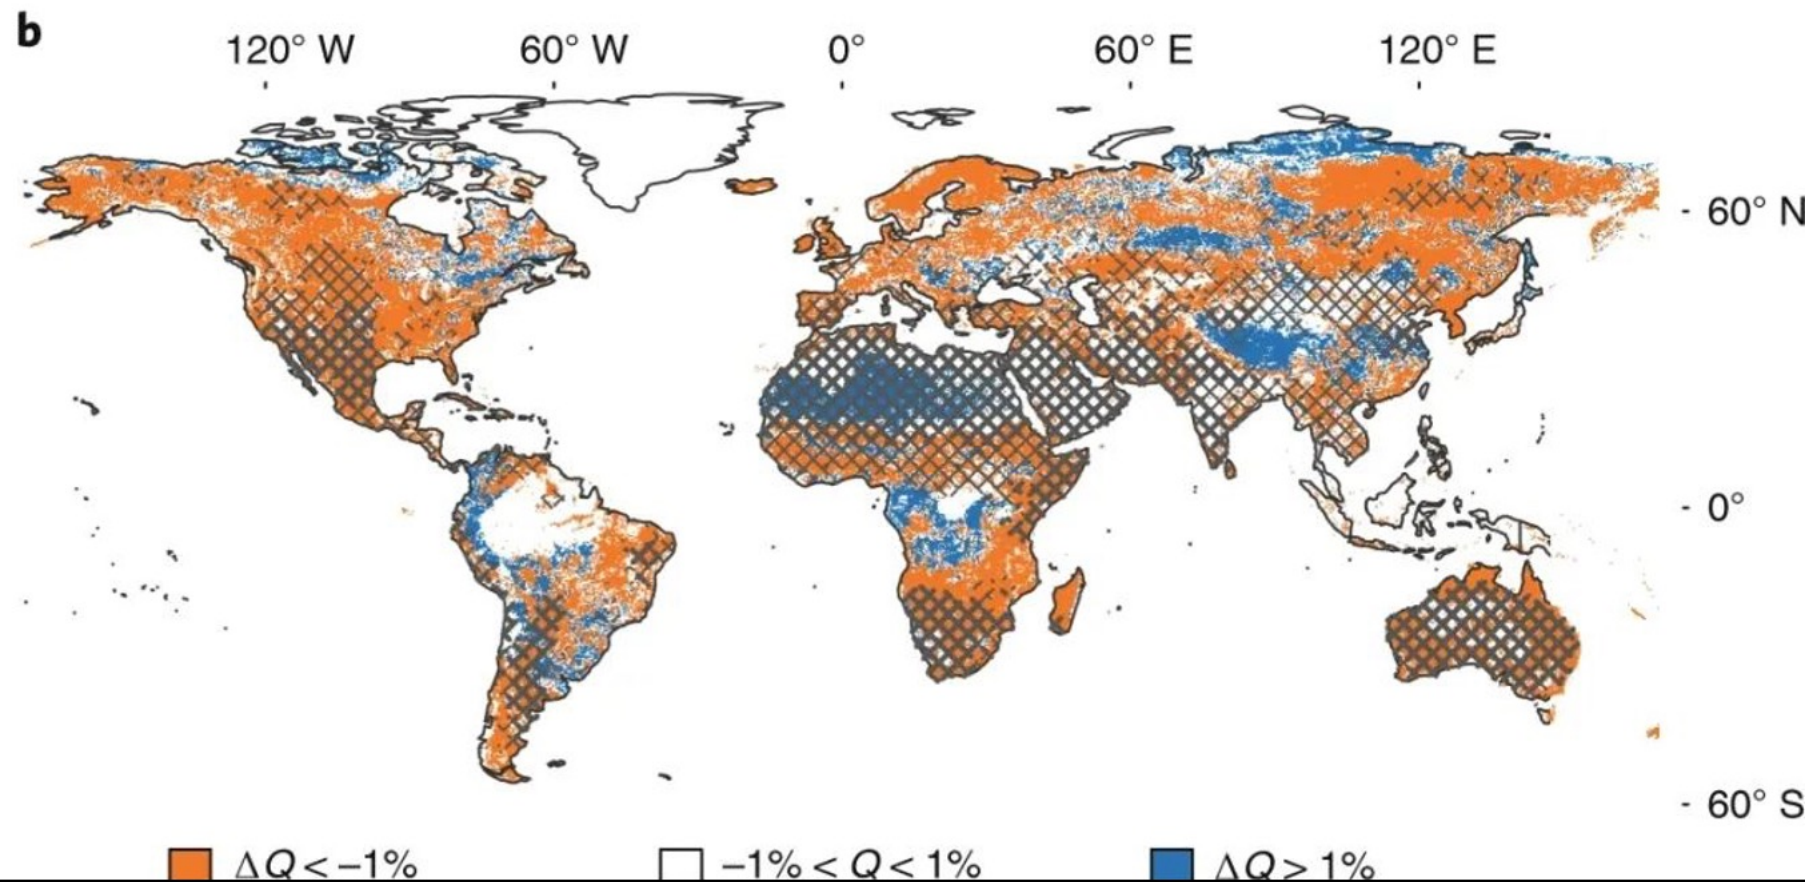 b
120° W 60° W 0° 60° E 120° E
60° N
0°
60° S
ΔQ < −1% −1% < Q < 1% ΔQ > 1%